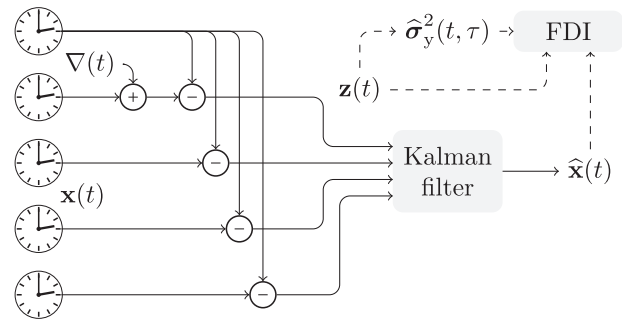 σ̂²_y(t, τ)
FDI
∇(t)
z(t)
+
−
Kalman
filter
−
x̂(t)
x(t)
−
−